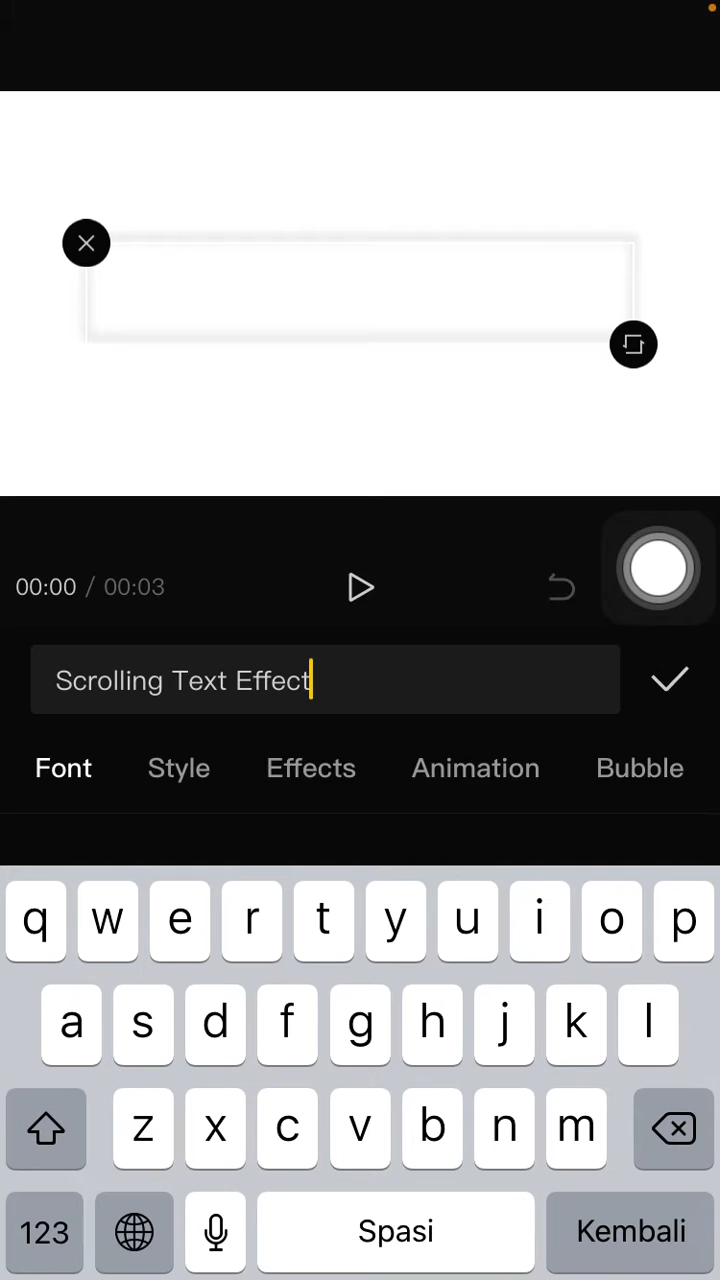 00:00 / 00:03
Scrolling Text Effect
Font Style Effects Animation Bubble
q w e r t y u i o p
a s d f g h j k l
z x c v b n m
123 Spasi Kembali